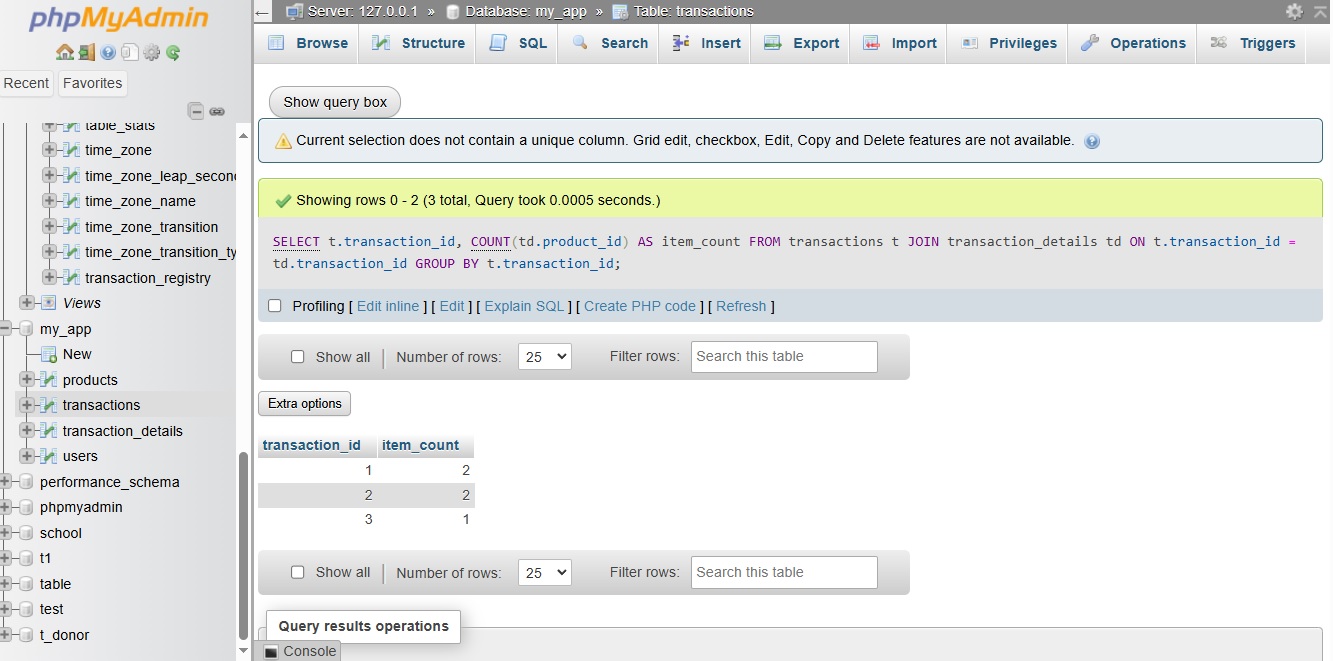 phpMyAdmin
Recent
Favorites
table_stats
time_zone
time_zone_leap_secon
time_zone_name
time_zone_transition
time_zone_transition_ty
transaction_registry
Views
my_app
New
products
transactions
transaction_details
users
performance_schema
phpmyadmin
school
t1
table
test
t_donor
Server: 127.0.0.1 » Database: my_app » Table: transactions
Browse Structure SQL Search Insert Export Import Privileges Operations Triggers
Show query box
Current selection does not contain a unique column. Grid edit, checkbox, Edit, Copy and Delete features are not available.
Showing rows 0 - 2 (3 total, Query took 0.0005 seconds.)
SELECT t.transaction_id, COUNT(td.product_id) AS item_count FROM transactions t JOIN transaction_details td ON t.transaction_id =
td.transaction_id GROUP BY t.transaction_id;
Profiling [ Edit inline ] [ Edit ] [ Explain SQL ] [ Create PHP code ] [ Refresh ]
Show all | Number of rows: 25 Filter rows: Search this table
Extra options
transaction_id item_count
1 2
2 2
3 1
Show all | Number of rows: 25 Filter rows: Search this table
Query results operations
Console